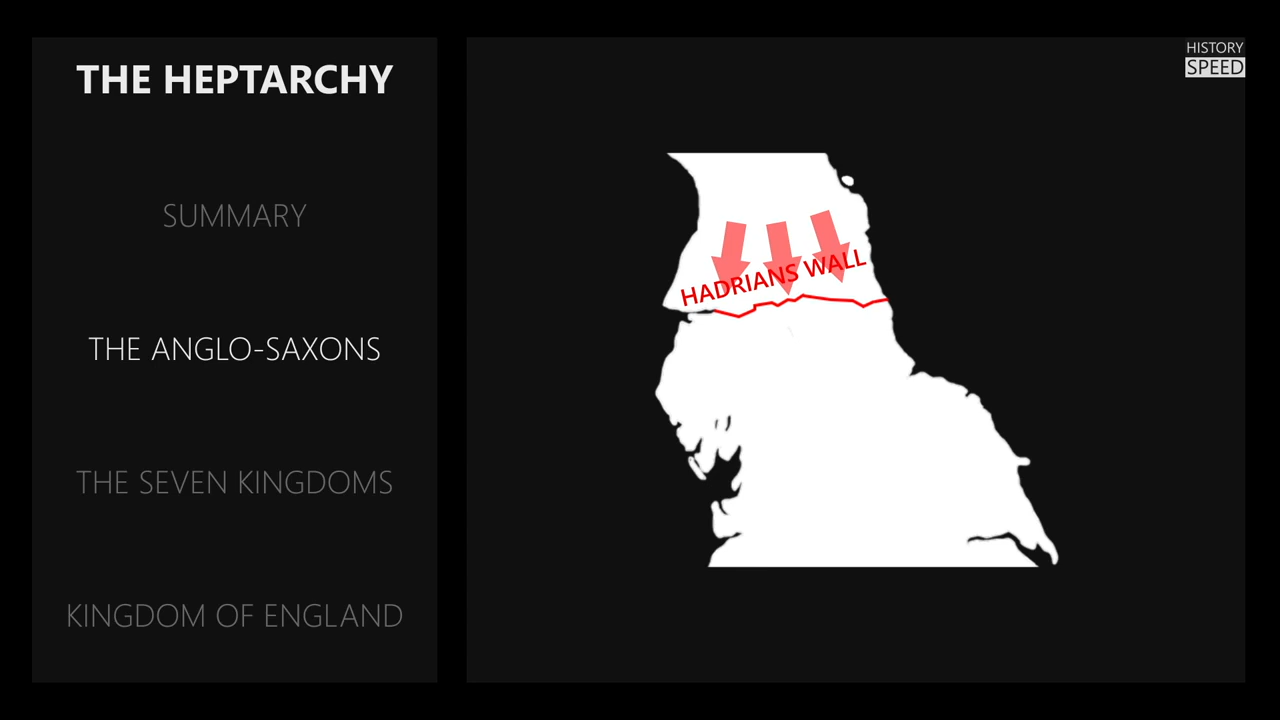 THE HEPTARCHY
SUMMARY
THE ANGLO-SAXONS
THE SEVEN KINGDOMS
KINGDOM OF ENGLAND
HISTORY
SPEED
HADRIANS WALL